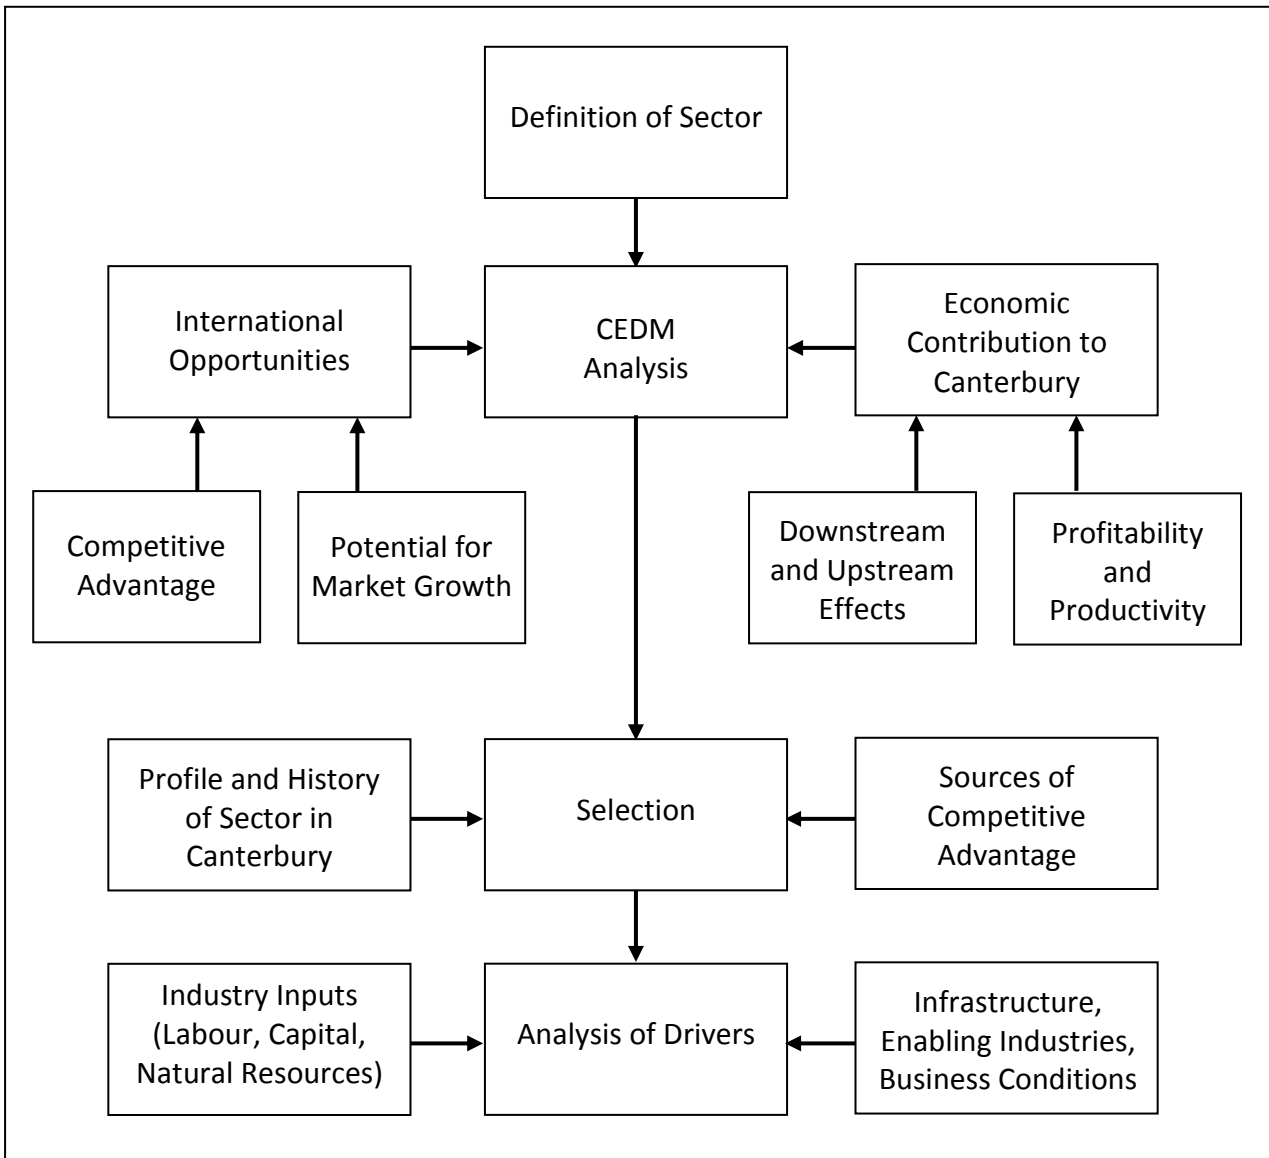 Definition of Sector
International
Opportunities
CEDM
Analysis
Economic
Contribution to
Canterbury
Competitive
Advantage
Potential for
Market Growth
Downstream
and Upstream
Effects
Profitability
and
Productivity
Profile and History
of Sector in
Canterbury
Selection
Sources of
Competitive
Advantage
Industry Inputs
(Labour, Capital,
Natural Resources)
Analysis of Drivers
Infrastructure,
Enabling Industries,
Business Conditions